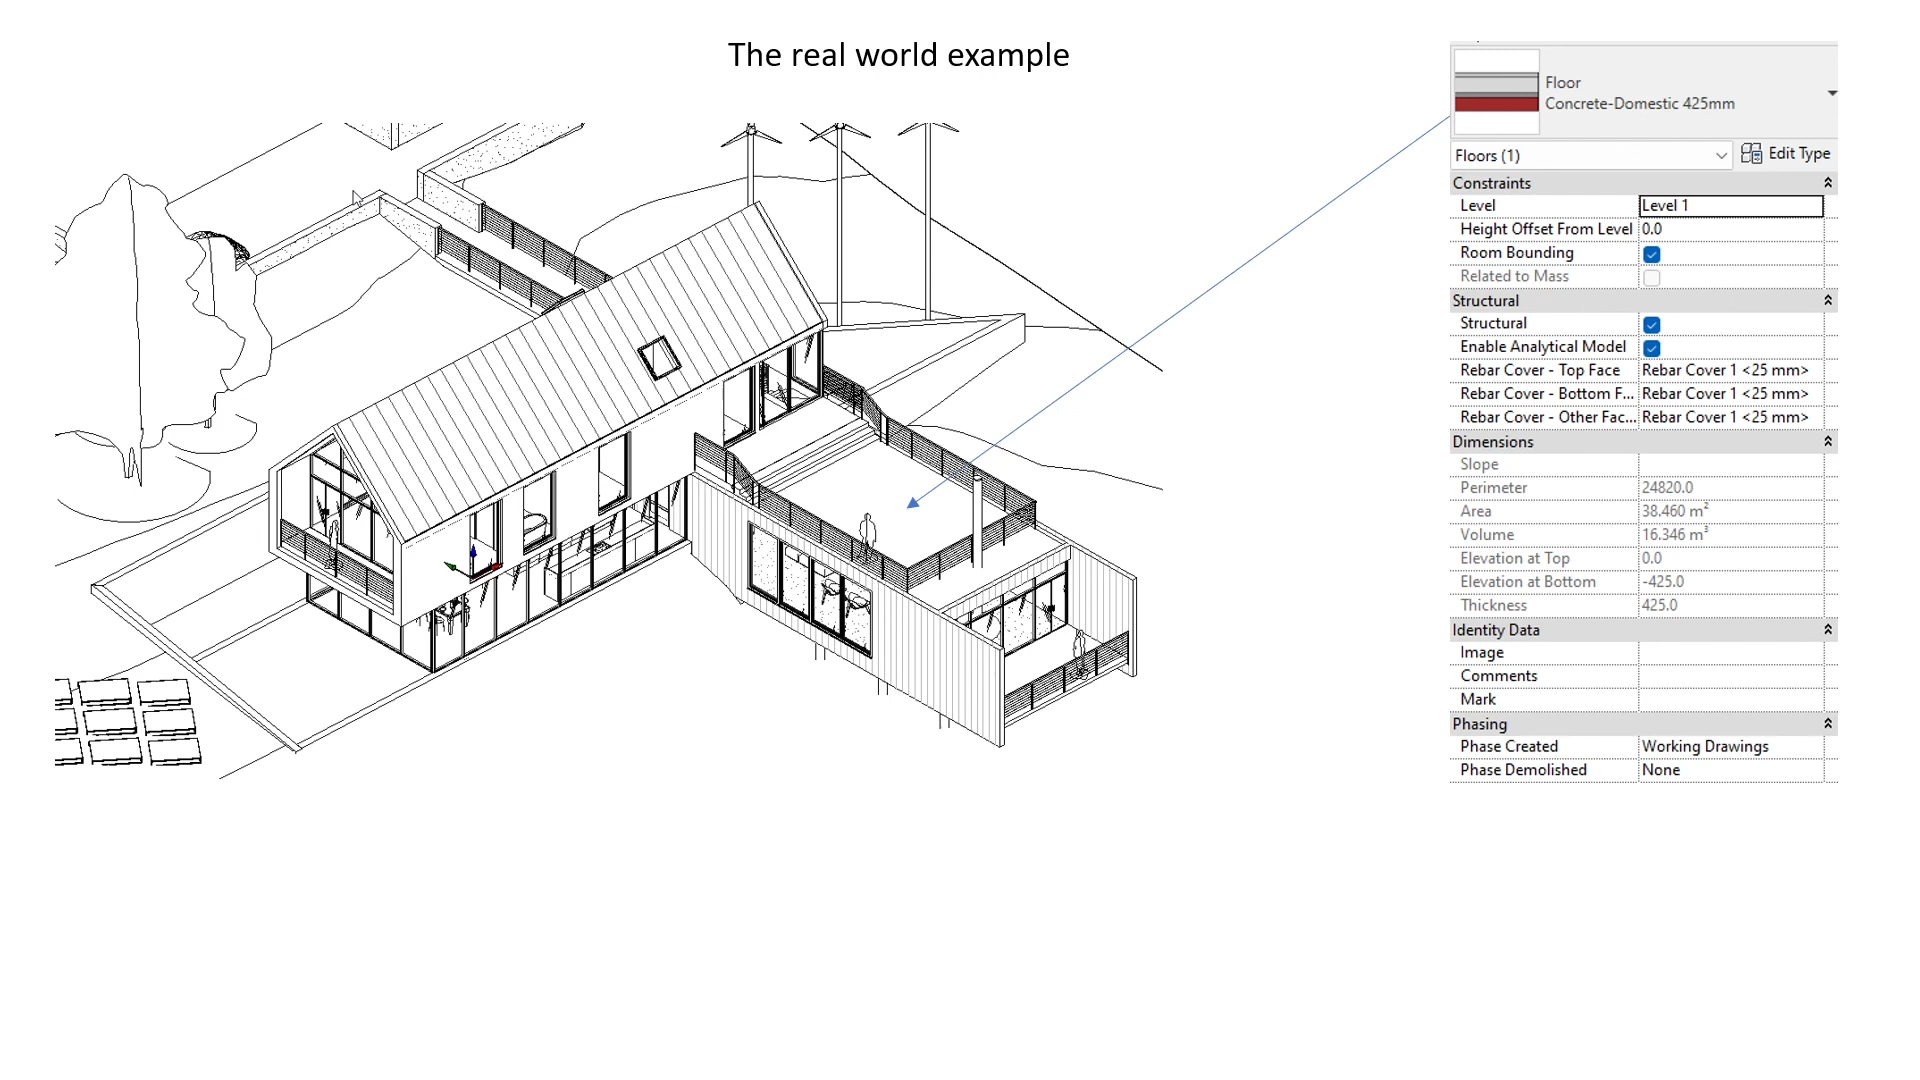 The real world example
Floor
Concrete-Domestic 425mm
Floors (1)
Edit Type
Constraints
Level Level 1
Height Offset From Level 0.0
Room Bounding
Related to Mass
Structural
Structural
Enable Analytical Model
Rebar Cover - Top Face Rebar Cover 1 <25 mm>
Rebar Cover - Bottom F... Rebar Cover 1 <25 mm>
Rebar Cover - Other Fac... Rebar Cover 1 <25 mm>
Dimensions
Slope
Perimeter 24820.0
Area 38.460 m²
Volume 16.346 m³
Elevation at Top 0.0
Elevation at Bottom -425.0
Thickness 425.0
Identity Data
Image
Comments
Mark
Phasing
Phase Created Working Drawings
Phase Demolished None